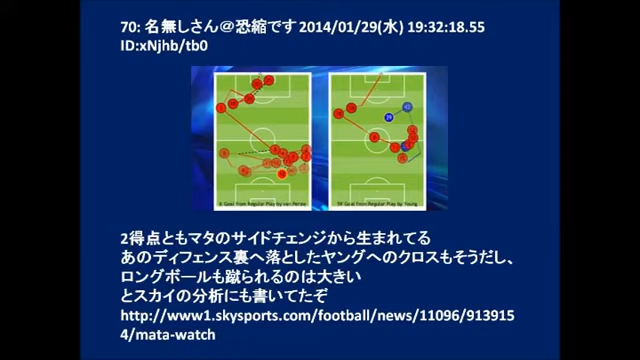 70: 名無しさん＠恐縮です 2014/01/29(水) 19:32:18.55
ID:xNjhb/tb0
2得点ともマタのサイドチェンジから生まれてる
あのディフェンス裏へ落としたヤングへのクロスもそうだし、
ロングボールも蹴られるのは大きい
とスカイの分析にも書いてたぞ
http://www1.skysports.com/football/news/11096/913915
4/mata-watch